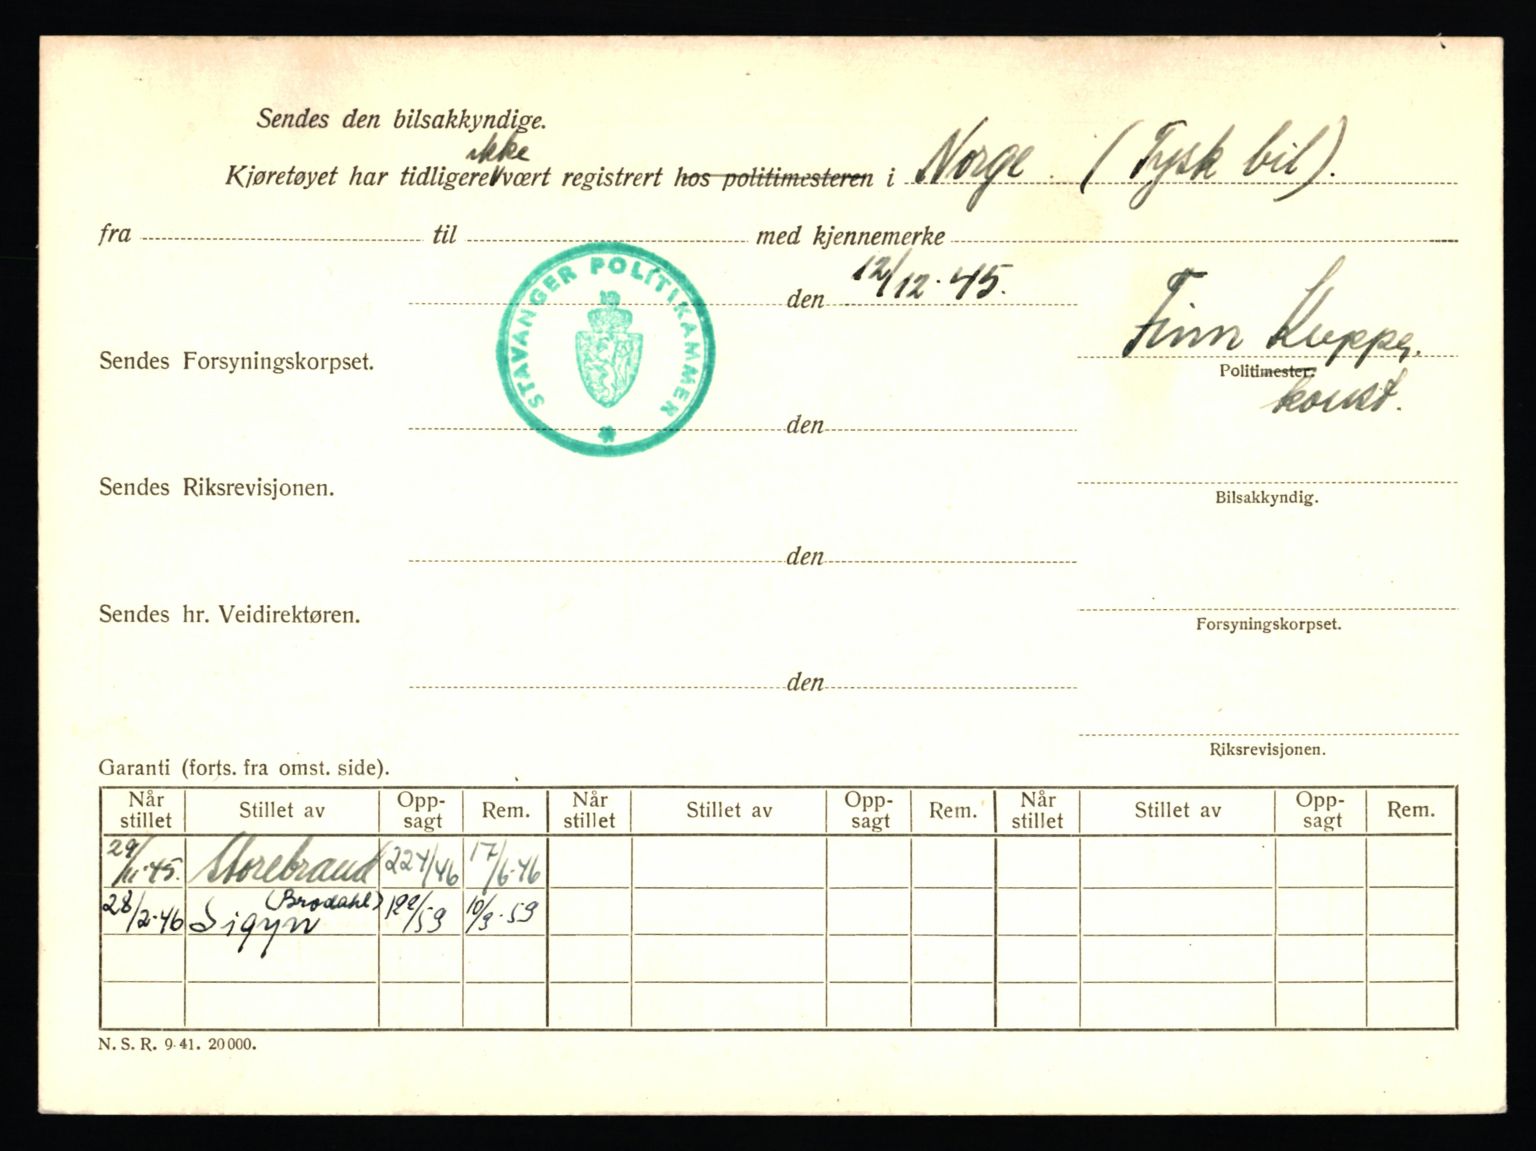 Sendes den bilsakkyndige.
ikke
Kjøretøyet har tidligere vært registrert hos politimesteren i Norge. (Tysk bil).
fra til med kjennemerke
STAVANGER POLITIKAMMER
den 12/12.45.
Finn
Sendes Forsyningskorpset.
Politimester.
konst.
den
Sendes Riksrevisjonen.
Bilsakkyndig.
den
Sendes hr. Veidirektøren.
Forsyningskorpset.
den
Riksrevisjonen.
Garanti (forts. fra omst. side).
Når stillet Stillet av Opp-sagt Rem. Når stillet Stillet av Opp-sagt Rem. Når stillet Stillet av Opp-sagt Rem.
29/11.45. Storebrand 22/4/46 17/6.46
28/2.46 Sigyn (Brodahl) /59 10/3.59
N. S. R. 9-41. 20000.